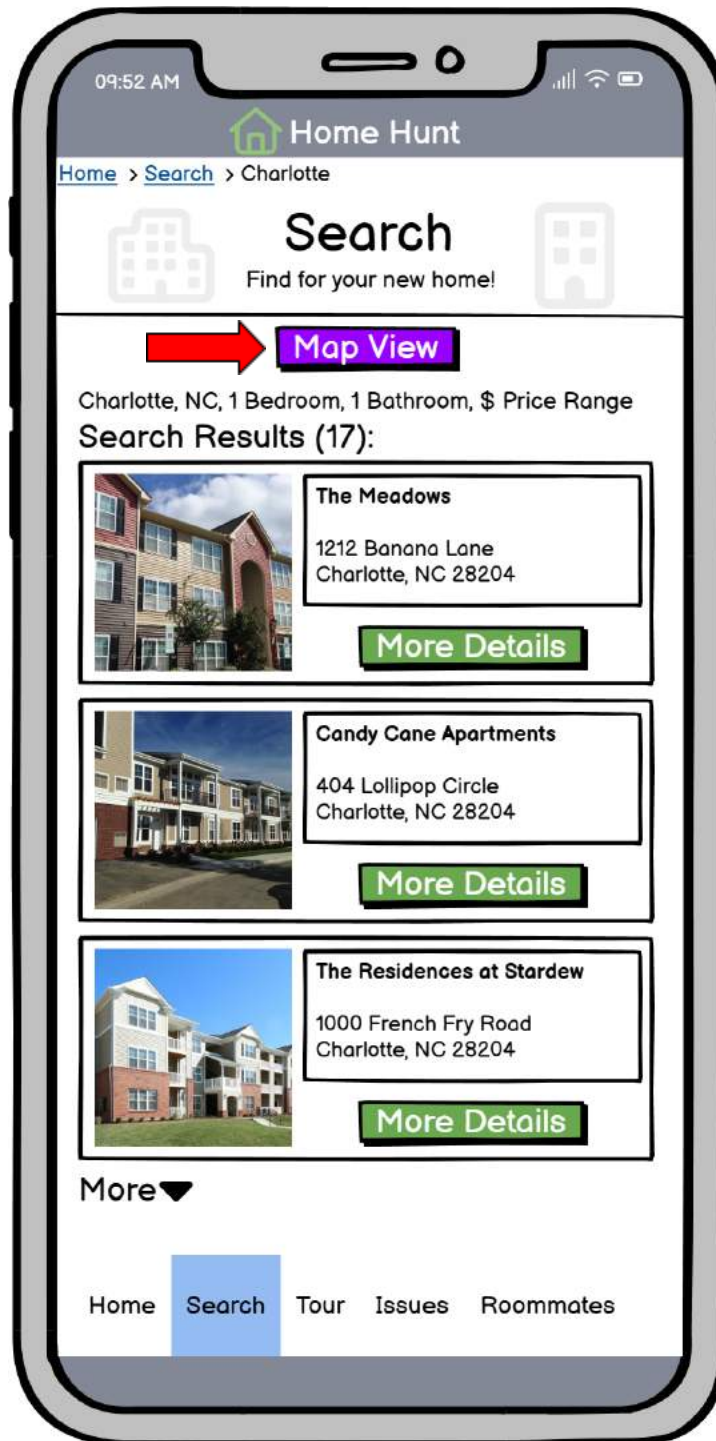 09:52 AM
Home Hunt
Home > Search > Charlotte
Search
Find for your new home!
Map View
Charlotte, NC, 1 Bedroom, 1 Bathroom, $ Price Range
Search Results (17):
The Meadows
1212 Banana Lane
Charlotte, NC 28204
More Details
Candy Cane Apartments
404 Lollipop Circle
Charlotte, NC 28204
More Details
The Residences at Stardew
1000 French Fry Road
Charlotte, NC 28204
More Details
More
Home Search Tour Issues Roommates